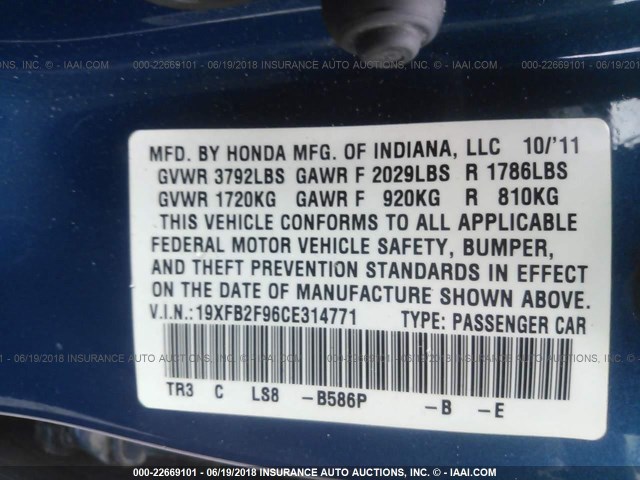 - IAAI.COM 000-22669101 - 06/19/2018 - INSURANCE AUTO AUCTIONS, INC. - IAAI.COM 000-22669101 - 06/19/2018
MFD. BY HONDA MFG. OF INDIANA, LLC 10/'11
GVWR 3792LBS GAWR F 2029LBS R 1786LBS
GVWR 1720KG GAWR F 920KG R 810KG
THIS VEHICLE CONFORMS TO ALL APPLICABLE
FEDERAL MOTOR VEHICLE SAFETY, BUMPER,
AND THEFT PREVENTION STANDARDS IN EFFECT
ON THE DATE OF MANUFACTURE SHOWN ABOVE.
V.I.N.:19XFB2F96CE314771 TYPE: PASSENGER CAR
TR3 C LS8 -B586P -B -E
000-22669101 - 06/19/2018 INSURANCE AUTO AUCTIONS, INC. - IAAI.COM